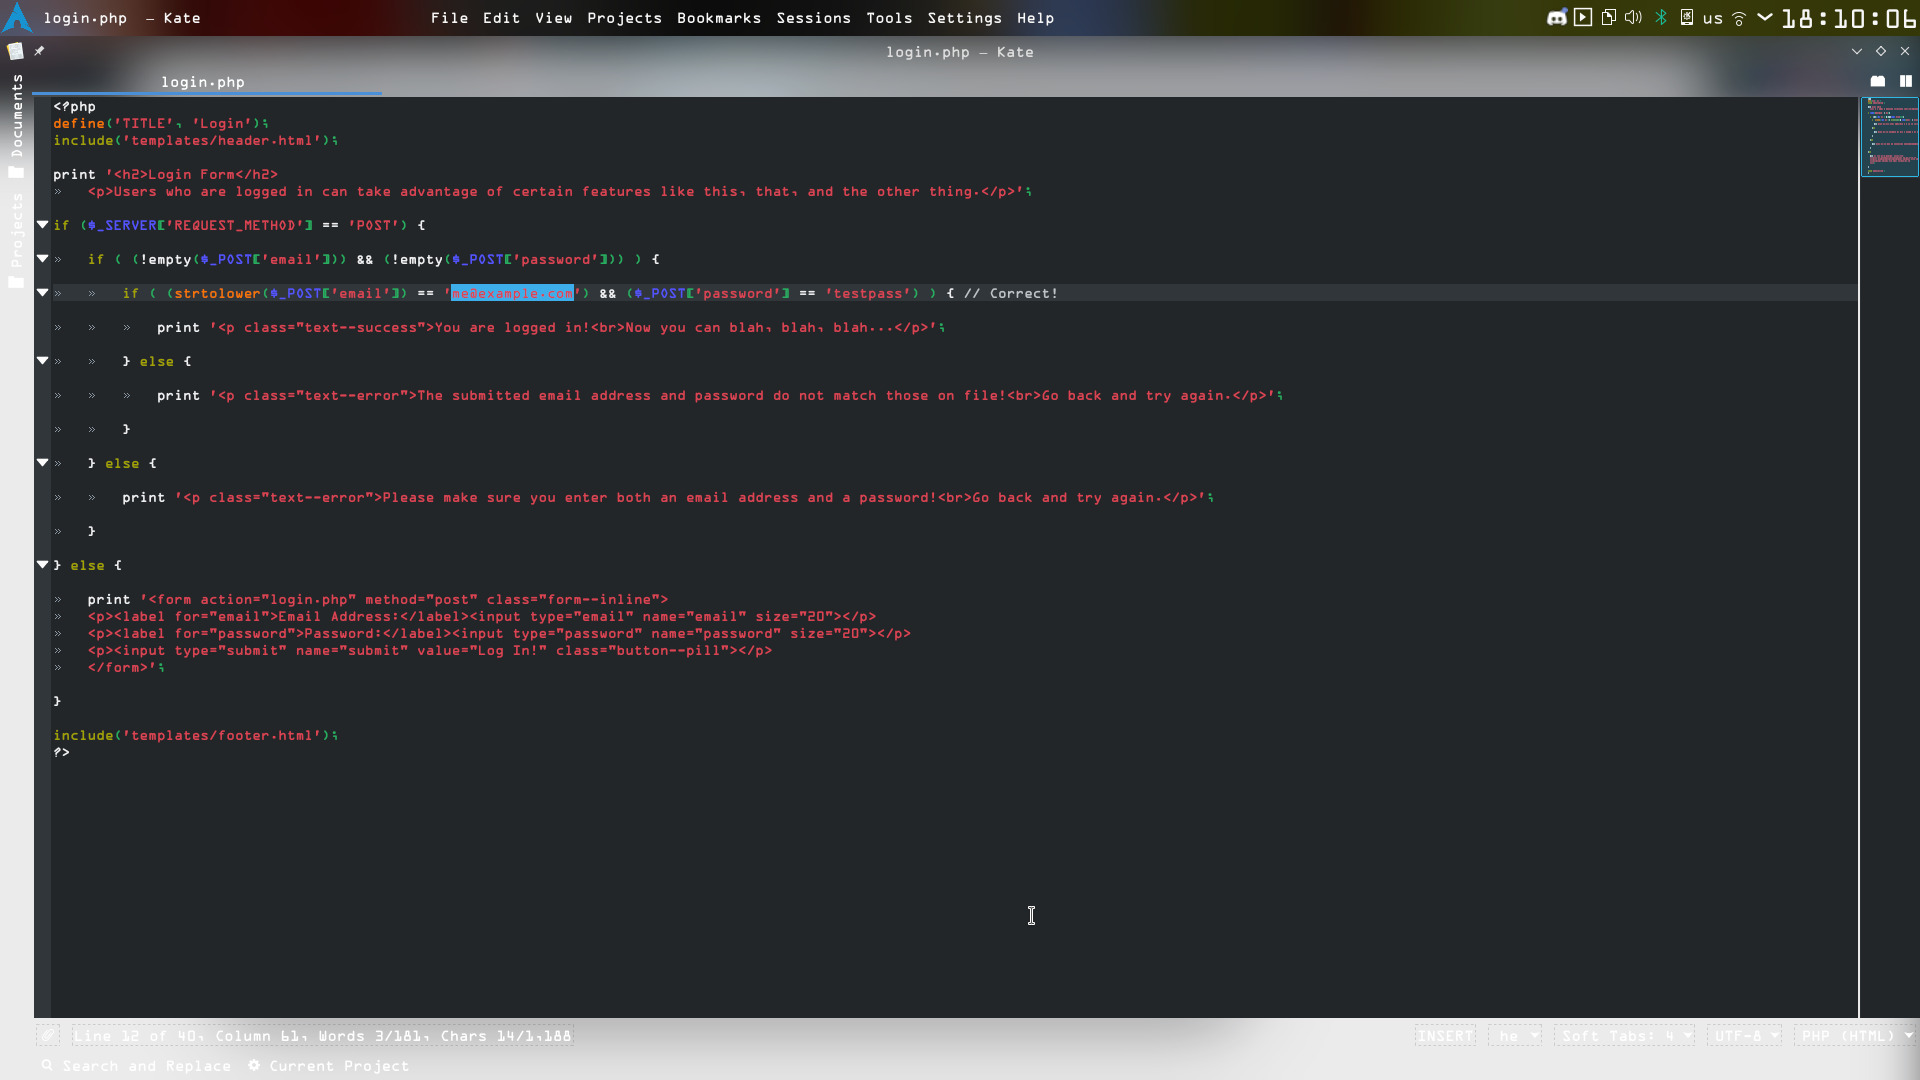 login.php — Kate
File Edit View Projects Bookmarks Sessions Tools Settings Help
us
18:10:06
login.php — Kate
login.php
Documents
Projects
<?php
define('TITLE', 'Login');
include('templates/header.html');
print '<h2>Login Form</h2>
» <p>Users who are logged in can take advantage of certain features like this, that, and the other thing.</p>';
if ($_SERVER['REQUEST_METHOD'] == 'POST') {
» if ( (!empty($_POST['email'])) && (!empty($_POST['password'])) ) {
» » if ( (strtolower($_POST['email']) == 'me@example.com') && ($_POST['password'] == 'testpass') ) { // Correct!
» » » print '<p class="text--success">You are logged in!<br>Now you can blah, blah, blah...</p>';
» » } else {
» » » print '<p class="text--error">The submitted email address and password do not match those on file!<br>Go back and try again.</p>';
» » }
» } else {
» » print '<p class="text--error">Please make sure you enter both an email address and a password!<br>Go back and try again.</p>';
» }
} else {
» print '<form action="login.php" method="post" class="form--inline">
» <p><label for="email">Email Address:</label><input type="email" name="email" size="20"></p>
» <p><label for="password">Password:</label><input type="password" name="password" size="20"></p>
» <p><input type="submit" name="submit" value="Log In!" class="button--pill"></p>
» </form>';
}
include('templates/footer.html');
?>
Line 12 of 40, Column 61, Words 3/181, Chars 14/1,188
INSERT
he
Soft Tabs: 4
UTF-8
PHP (HTML)
Search and Replace
Current Project